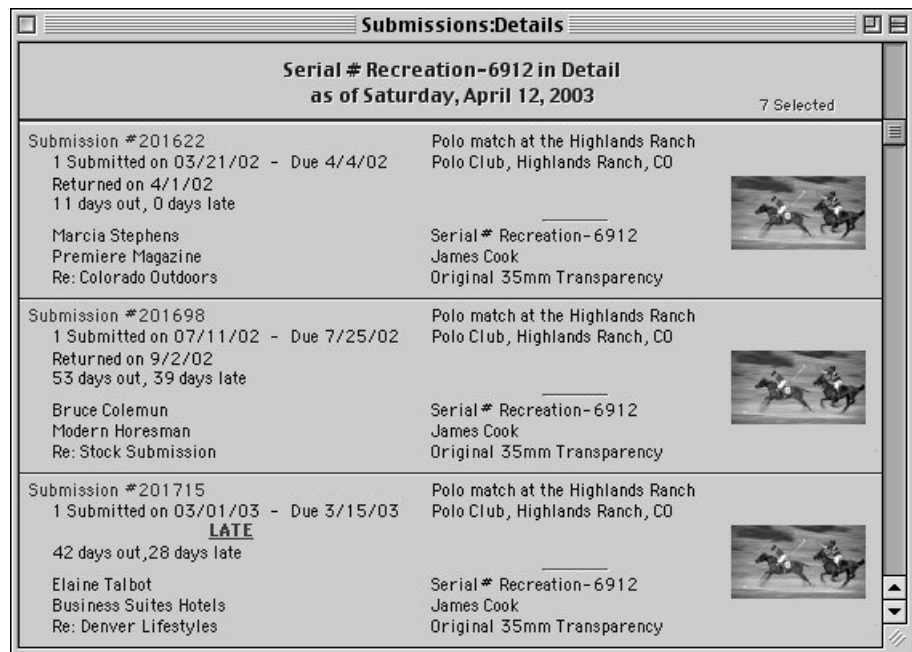 Submissions:Details
Serial # Recreation-6912 in Detail
as of Saturday, April 12, 2003
7 Selected
Submission #201622
1 Submitted on 03/21/02 - Due 4/4/02
Returned on 4/1/02
11 days out, 0 days late
Marcia Stephens
Premiere Magazine
Re: Colorado Outdoors
Polo match at the Highlands Ranch
Polo Club, Highlands Ranch, CO
Serial # Recreation-6912
James Cook
Original 35mm Transparency
Submission #201698
1 Submitted on 07/11/02 - Due 7/25/02
Returned on 9/2/02
53 days out, 39 days late
Bruce Colemun
Modern Horesman
Re: Stock Submission
Polo match at the Highlands Ranch
Polo Club, Highlands Ranch, CO
Serial # Recreation-6912
James Cook
Original 35mm Transparency
Submission #201715
1 Submitted on 03/01/03 - Due 3/15/03
LATE
42 days out,28 days late
Elaine Talbot
Business Suites Hotels
Re: Denver Lifestyles
Polo match at the Highlands Ranch
Polo Club, Highlands Ranch, CO
Serial # Recreation-6912
James Cook
Original 35mm Transparency